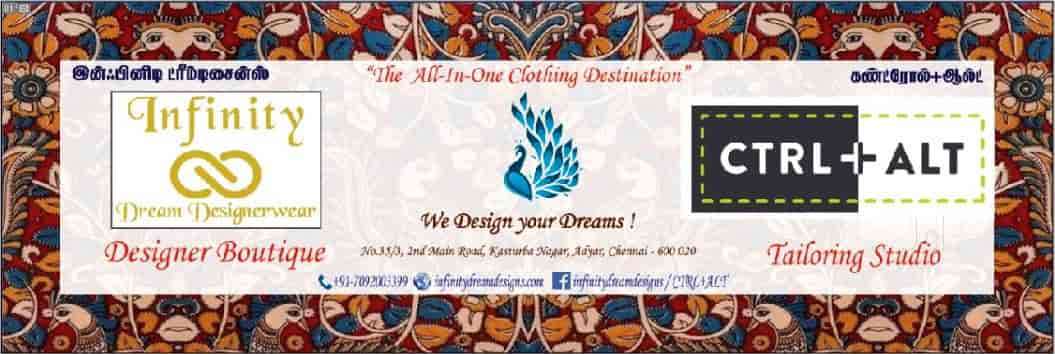 இன்ஃபினிடி ட்ரீம்டிசைன்ஸ்
"The All-In-One Clothing Destination"
கண்ட்ரோல்+ஆல்ட்
Infinity
Dream Designerwear
Designer Boutique
We Design your Dreams !
No.35/3, 2nd Main Road, Kasturba Nagar, Adyar, Chennai - 600 020
+91-7092003399 infinitydreamdesigns.com infinitydreamdesigns / CTRL+ALT
CTRL+ALT
Tailoring Studio